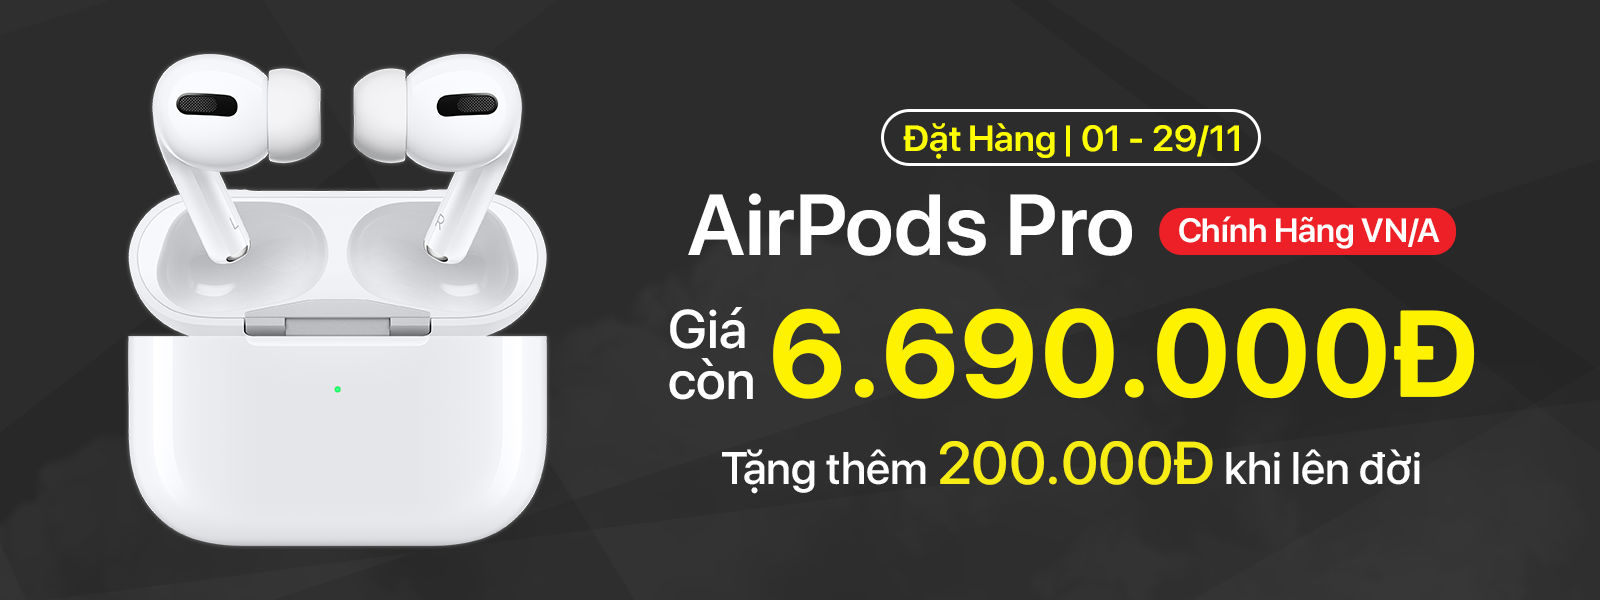 Đặt Hàng | 01 - 29/11
AirPods Pro Chính Hãng VN/A
Giá còn 6.690.000Đ
Tặng thêm 200.000Đ khi lên đời
L R